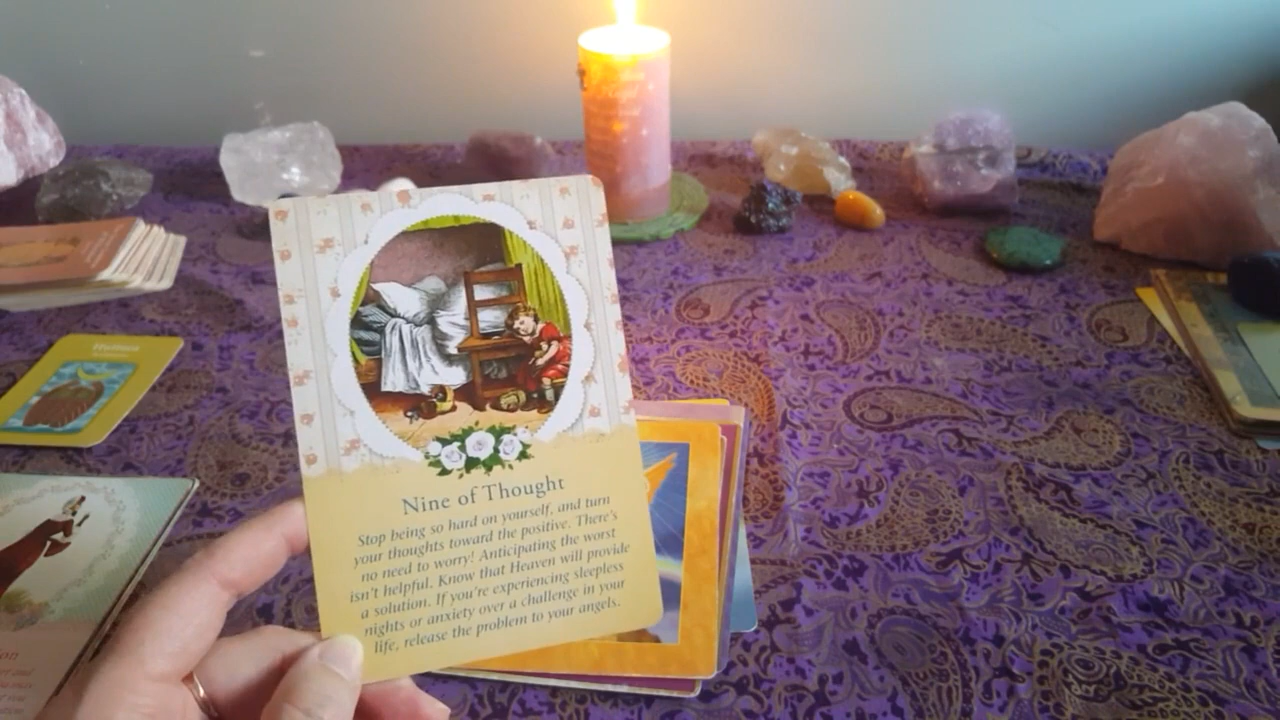 Nine of Thought
Stop being so hard on yourself, and turn
your thoughts toward the positive. There's
no need to worry! Anticipating the worst
isn't helpful. Know that Heaven will provide
a solution. If you're experiencing sleepless
nights or anxiety over a challenge in your
life, release the problem to your angels.